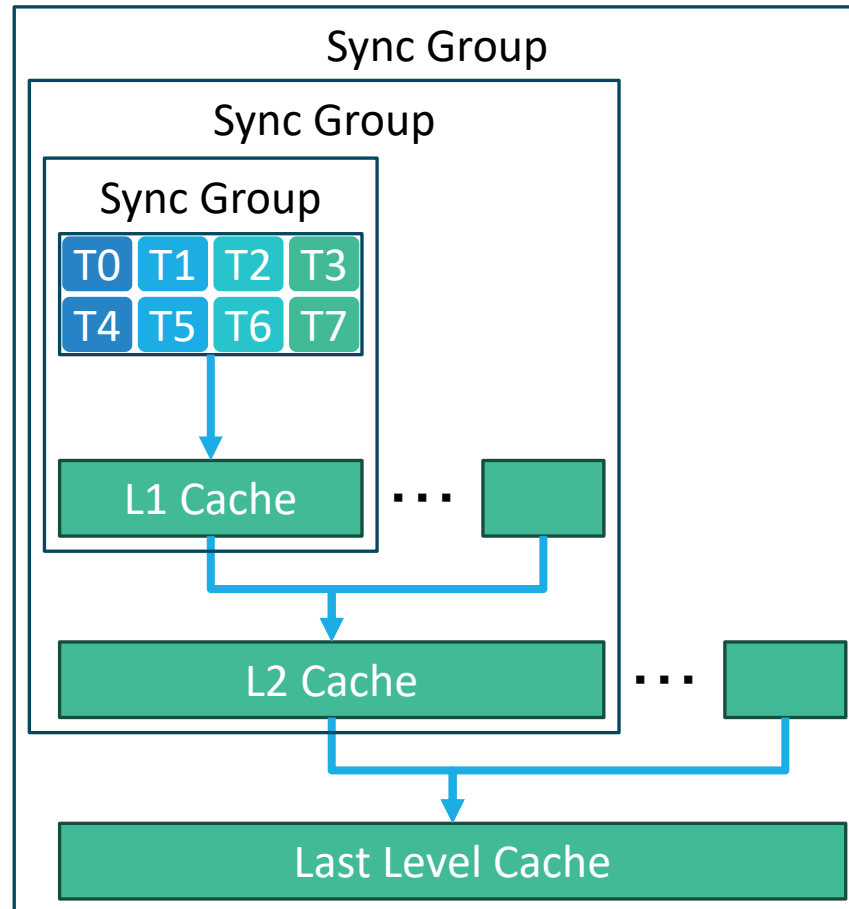 Sync Group
Sync Group
Sync Group
T0 T1 T2 T3
T4 T5 T6 T7
L1 Cache ...
L2 Cache ...
Last Level Cache